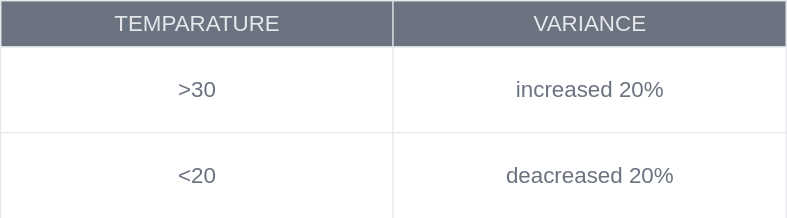 TEMPARATURE VARIANCE
>30 increased 20%
<20 deacreased 20%